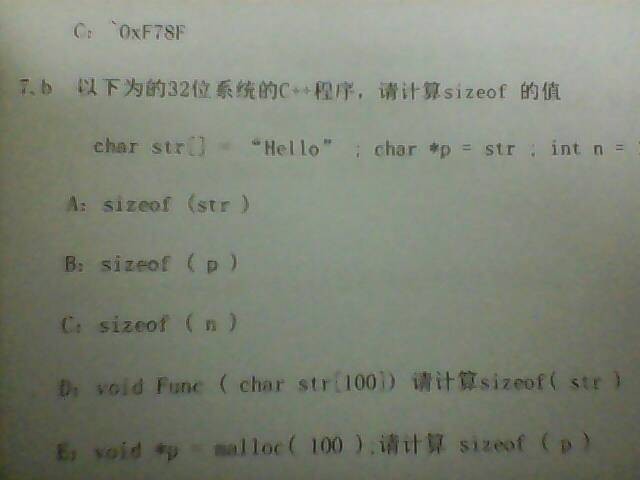 C: `0xF78F
7、b 以下为的32位系统的C++程序，请计算sizeof 的值
char str[] = “Hello” ; char *p = str ; int n =
A: sizeof (str )
B: sizeof ( p )
C: sizeof ( n )
D: void Func ( char str[100]) 请计算sizeof( str )
E: void *p = malloc( 100 ),请计算 sizeof ( p )